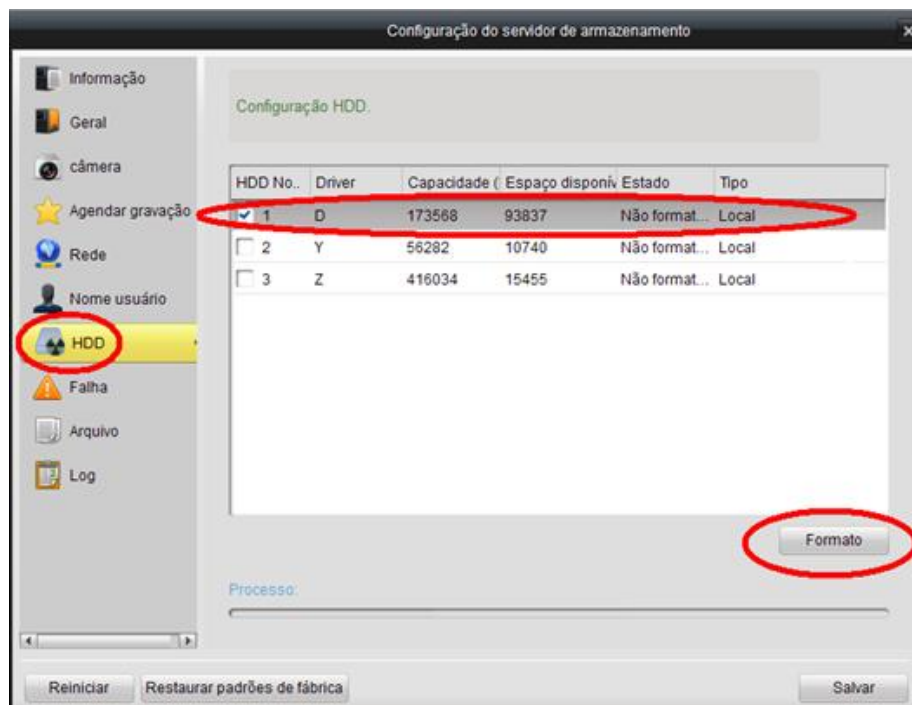 Configuração do servidor de armazenamento
Informação
Geral
câmera
Agendar gravação
Rede
Nome usuário
HDD
Falha
Arquivo
Log
Configuração HDD.
HDD No.. Driver Capacidade ( Espaço disponív Estado Tipo
1 D 173568 93837 Não format... Local
2 Y 56282 10740 Não format... Local
3 Z 416034 15455 Não format... Local
Formato
Processo:
Reiniciar Restaurar padrões de fábrica Salvar